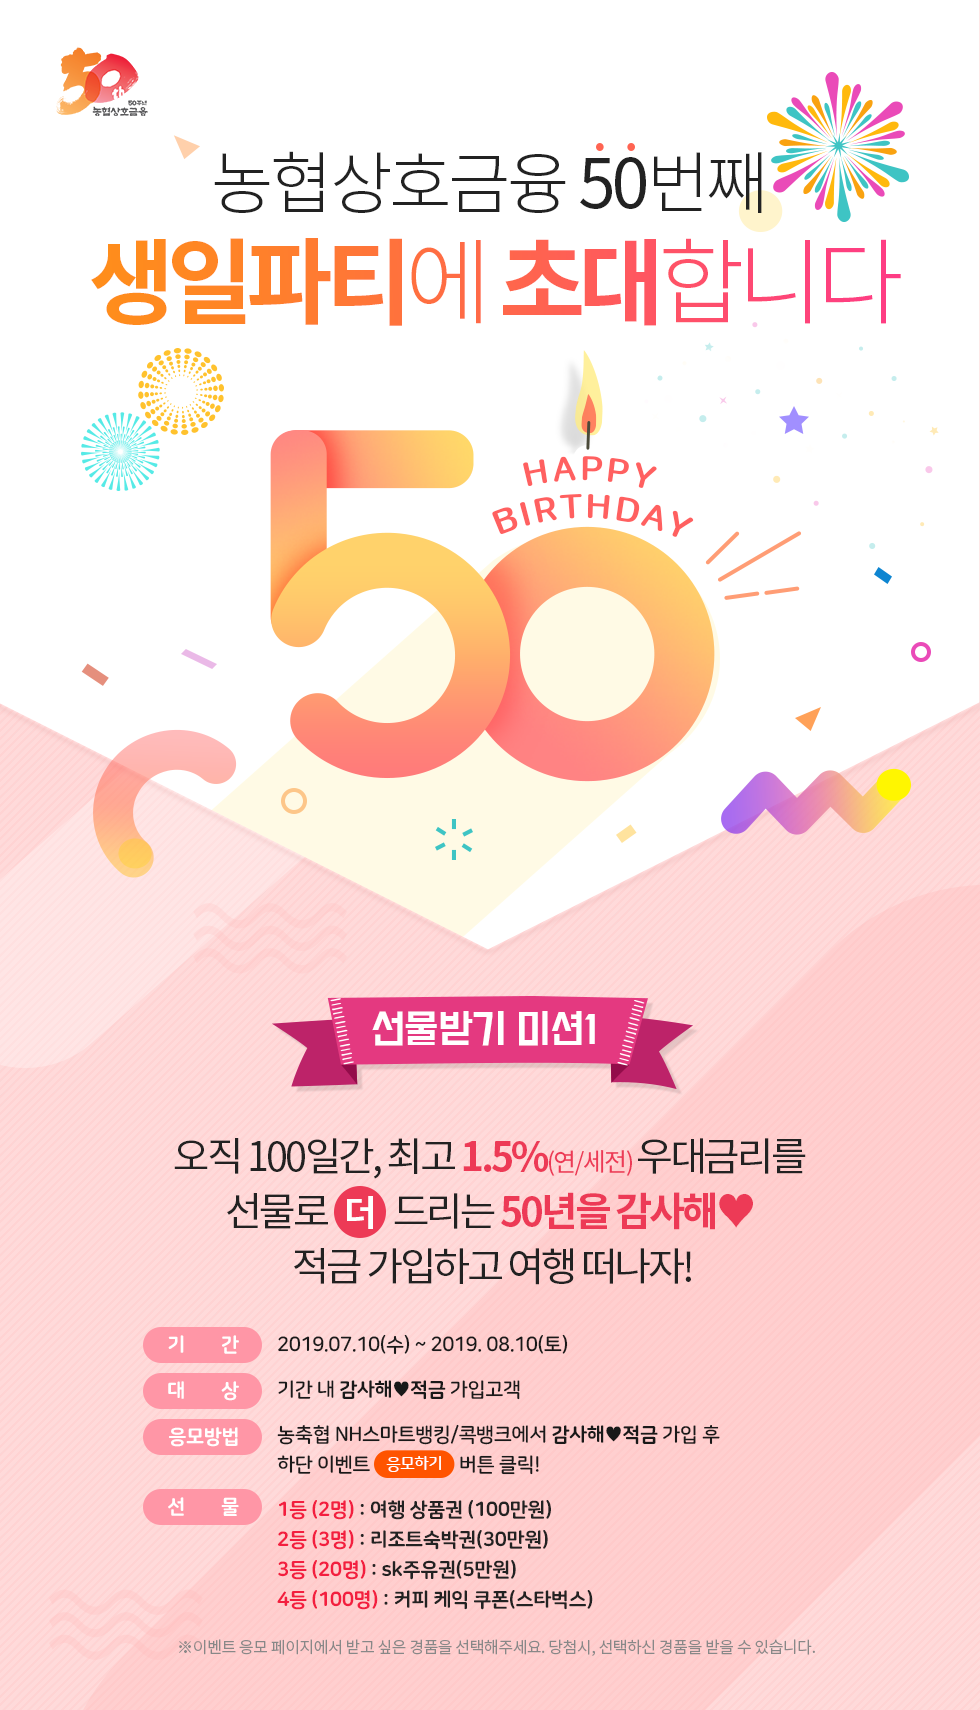 50th
50주년
농협상호금융
농협상호금융 50번째
생일파티에 초대합니다
HAPPY
BIRTHDAY
선물받기 미션1
오직 100일간, 최고 1.5%(연/세전) 우대금리를
선물로 더 드리는 50년을 감사해♥
적금 가입하고 여행 떠나자!
기 간 2019.07.10(수) ~ 2019. 08.10(토)
대 상 기간 내 감사해♥적금 가입고객
응모방법 농축협 NH스마트뱅킹/콕뱅크에서 감사해♥적금 가입 후
하단 이벤트 응모하기 버튼 클릭!
선 물 1등 (2명) : 여행 상품권 (100만원)
2등 (3명) : 리조트숙박권(30만원)
3등 (20명) : sk주유권(5만원)
4등 (100명) : 커피 케익 쿠폰(스타벅스)
※이벤트 응모 페이지에서 받고 싶은 경품을 선택해주세요. 당첨시, 선택하신 경품을 받을 수 있습니다.